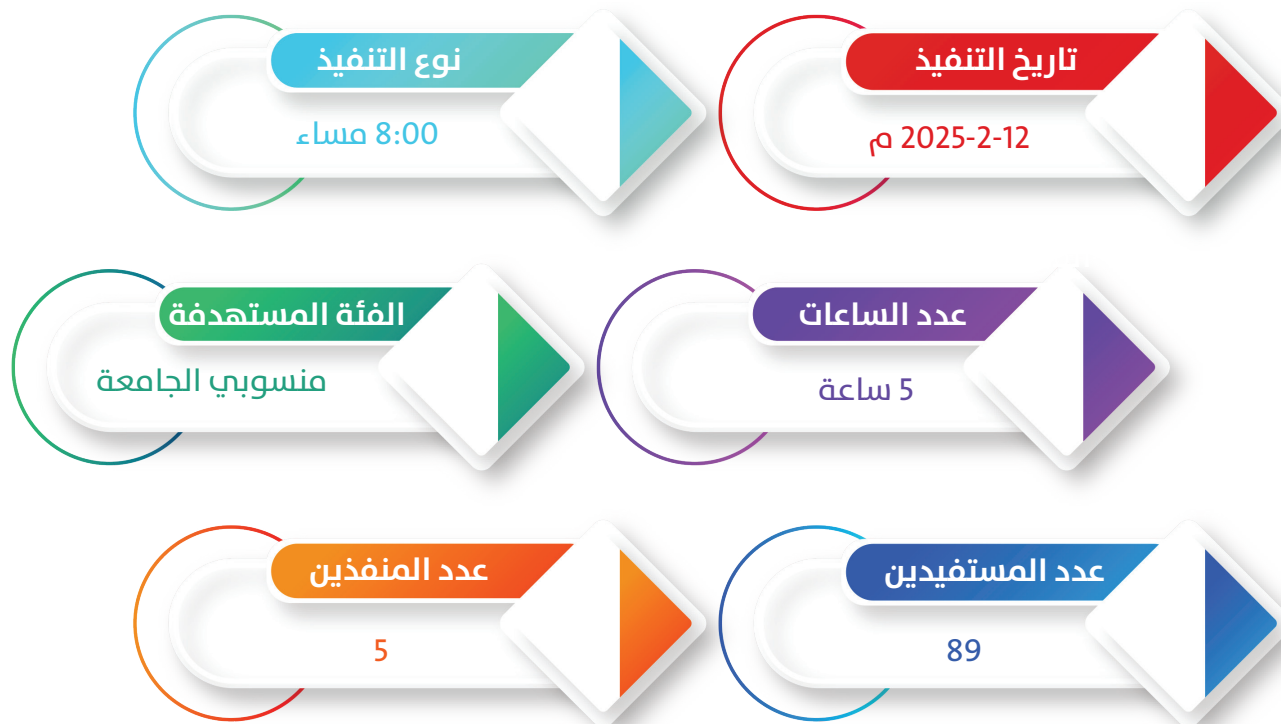 تاريخ التنفيذ
12-2-2025 م
نوع التنفيذ
8:00 مساء
عدد الساعات
5 ساعة
الفئة المستهدفة
منسوبي الجامعة
عدد المستفيدين
89
عدد المنفذين
5